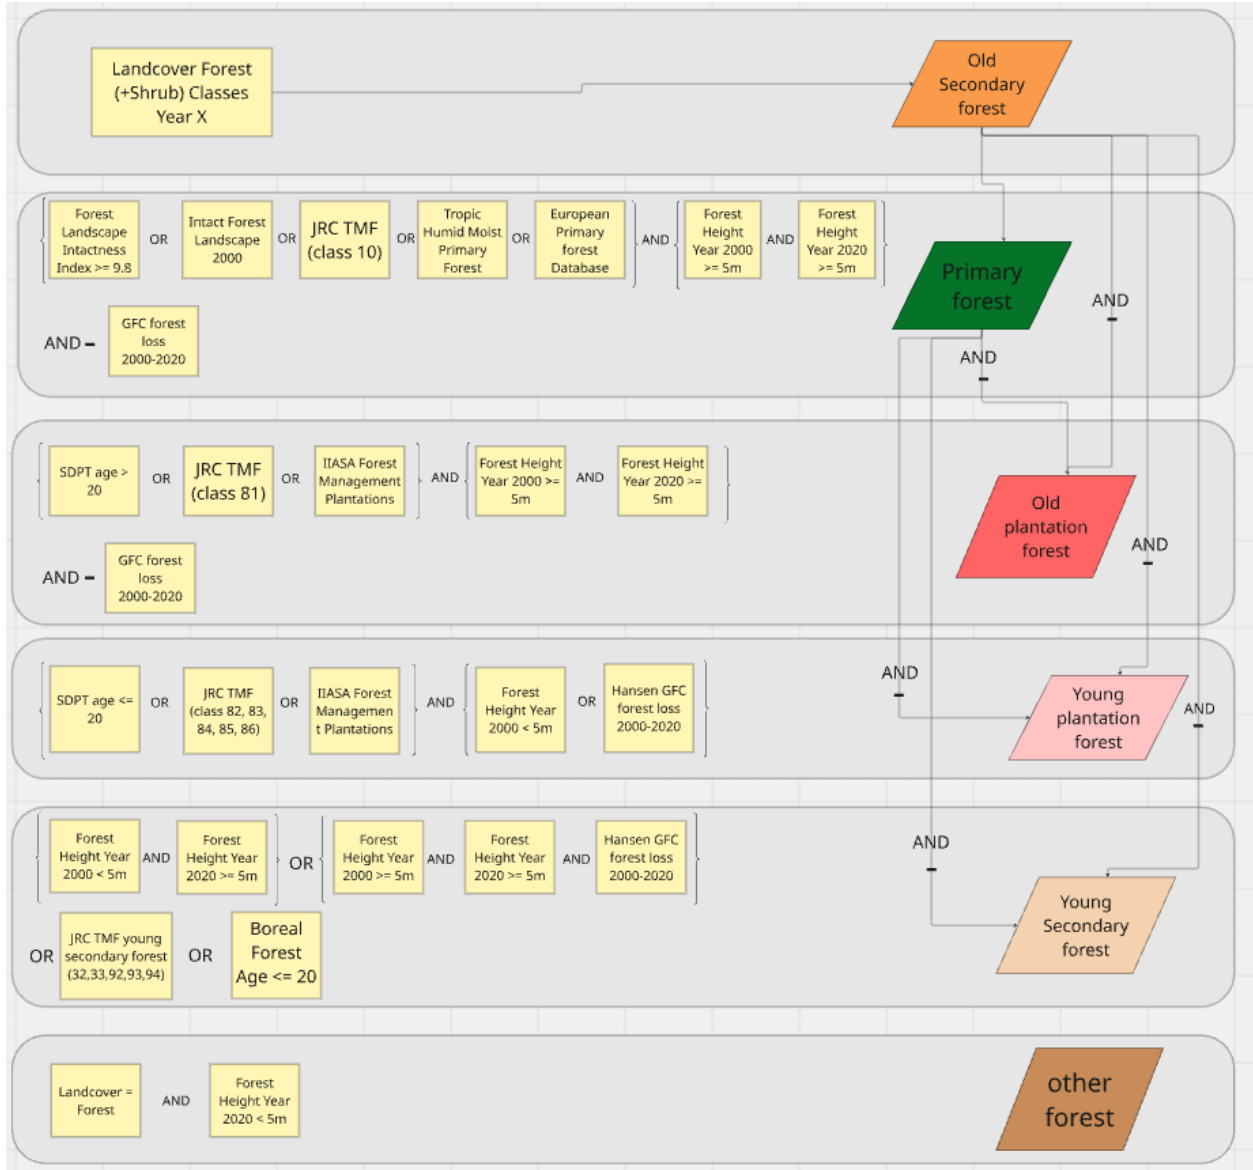 Landcover Forest
(+Shrub) Classes
Year X
Old
Secondary
forest
Forest
Landscape
Intactness
Index >= 9.8
OR
Intact Forest
Landscape
2000
OR
JRC TMF
(class 10)
OR
Tropic
Humid Moist
Primary
Forest
OR
European
Primary
forest
Database
AND
Forest
Height
Year 2000
>= 5m
AND
Forest
Height
Year 2020
>= 5m
Primary
forest
AND
-
AND -
GFC forest
loss
2000-2020
AND
-
SDPT age >
20
OR
JRC TMF
(class 81)
OR
IIASA Forest
Management
Plantations
AND
Forest Height
Year 2000 >=
5m
AND
Forest Height
Year 2020 >=
5m
Old
plantation
forest
AND
-
AND -
GFC forest
loss
2000-2020
SDPT age <=
20
OR
JRC TMF
(class 82, 83,
84, 85, 86)
OR
IIASA Forest
Managemen
t Plantations
AND
Forest
Height Year
2000 < 5m
OR
Hansen GFC
forest loss
2000-2020
AND
-
Young
plantation
forest
AND
-
Forest
Height Year
2000 < 5m
AND
Forest
Height Year
2020 >= 5m
OR
Forest
Height Year
2000 >= 5m
AND
Forest
Height Year
2020 >= 5m
AND
Hansen GFC
forest loss
2000-2020
AND
-
Young
Secondary
forest
OR
JRC TMF young
secondary forest
(32,33,92,93,94)
OR
Boreal
Forest
Age <= 20
Landcover =
Forest
AND
Forest
Height Year
2020 < 5m
other
forest